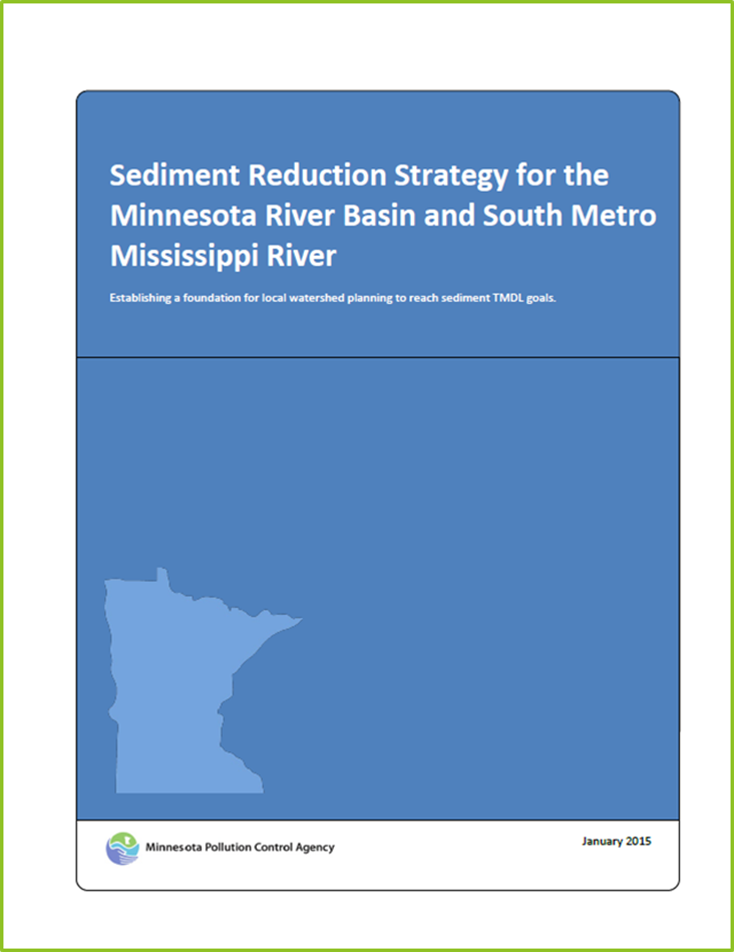 Sediment Reduction Strategy for the
Minnesota River Basin and South Metro
Mississippi River
Establishing a foundation for local watershed planning to reach sediment TMDL goals.
Minnesota Pollution Control Agency
January 2015